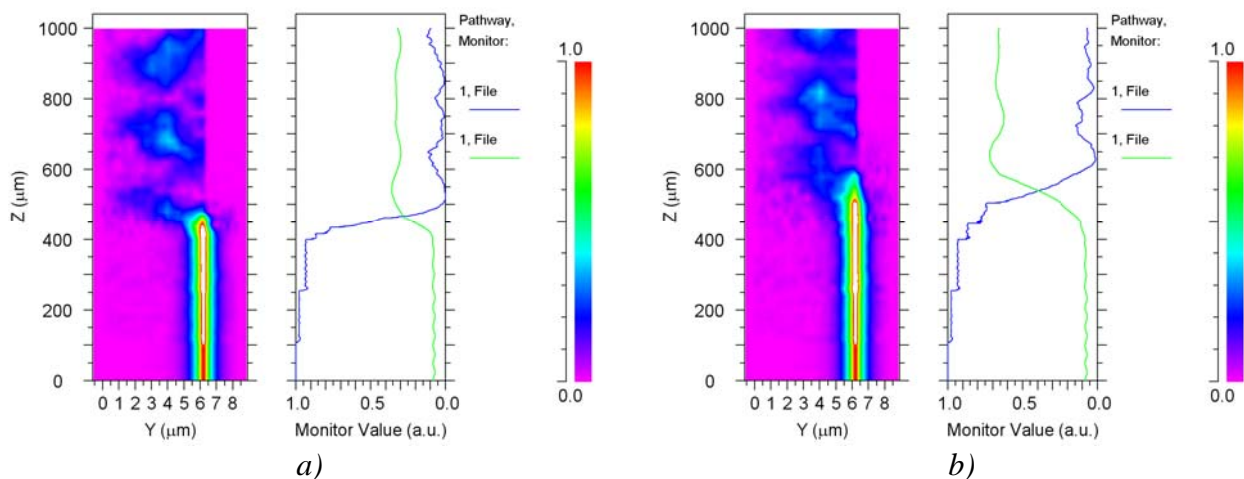 1000
800
600
400
200
0
Z (μm)
0 1 2 3 4 5 6 7 8
Y (μm)
1.0 0.5 0.0
Monitor Value (a.u.)
Pathway,
Monitor:
1, File
1, File
1.0
0.0
a)
1000
800
600
400
200
0
Z (μm)
0 1 2 3 4 5 6 7 8
Y (μm)
1.0 0.5 0.0
Monitor Value (a.u.)
Pathway,
Monitor:
1, File
1, File
1.0
0.0
b)